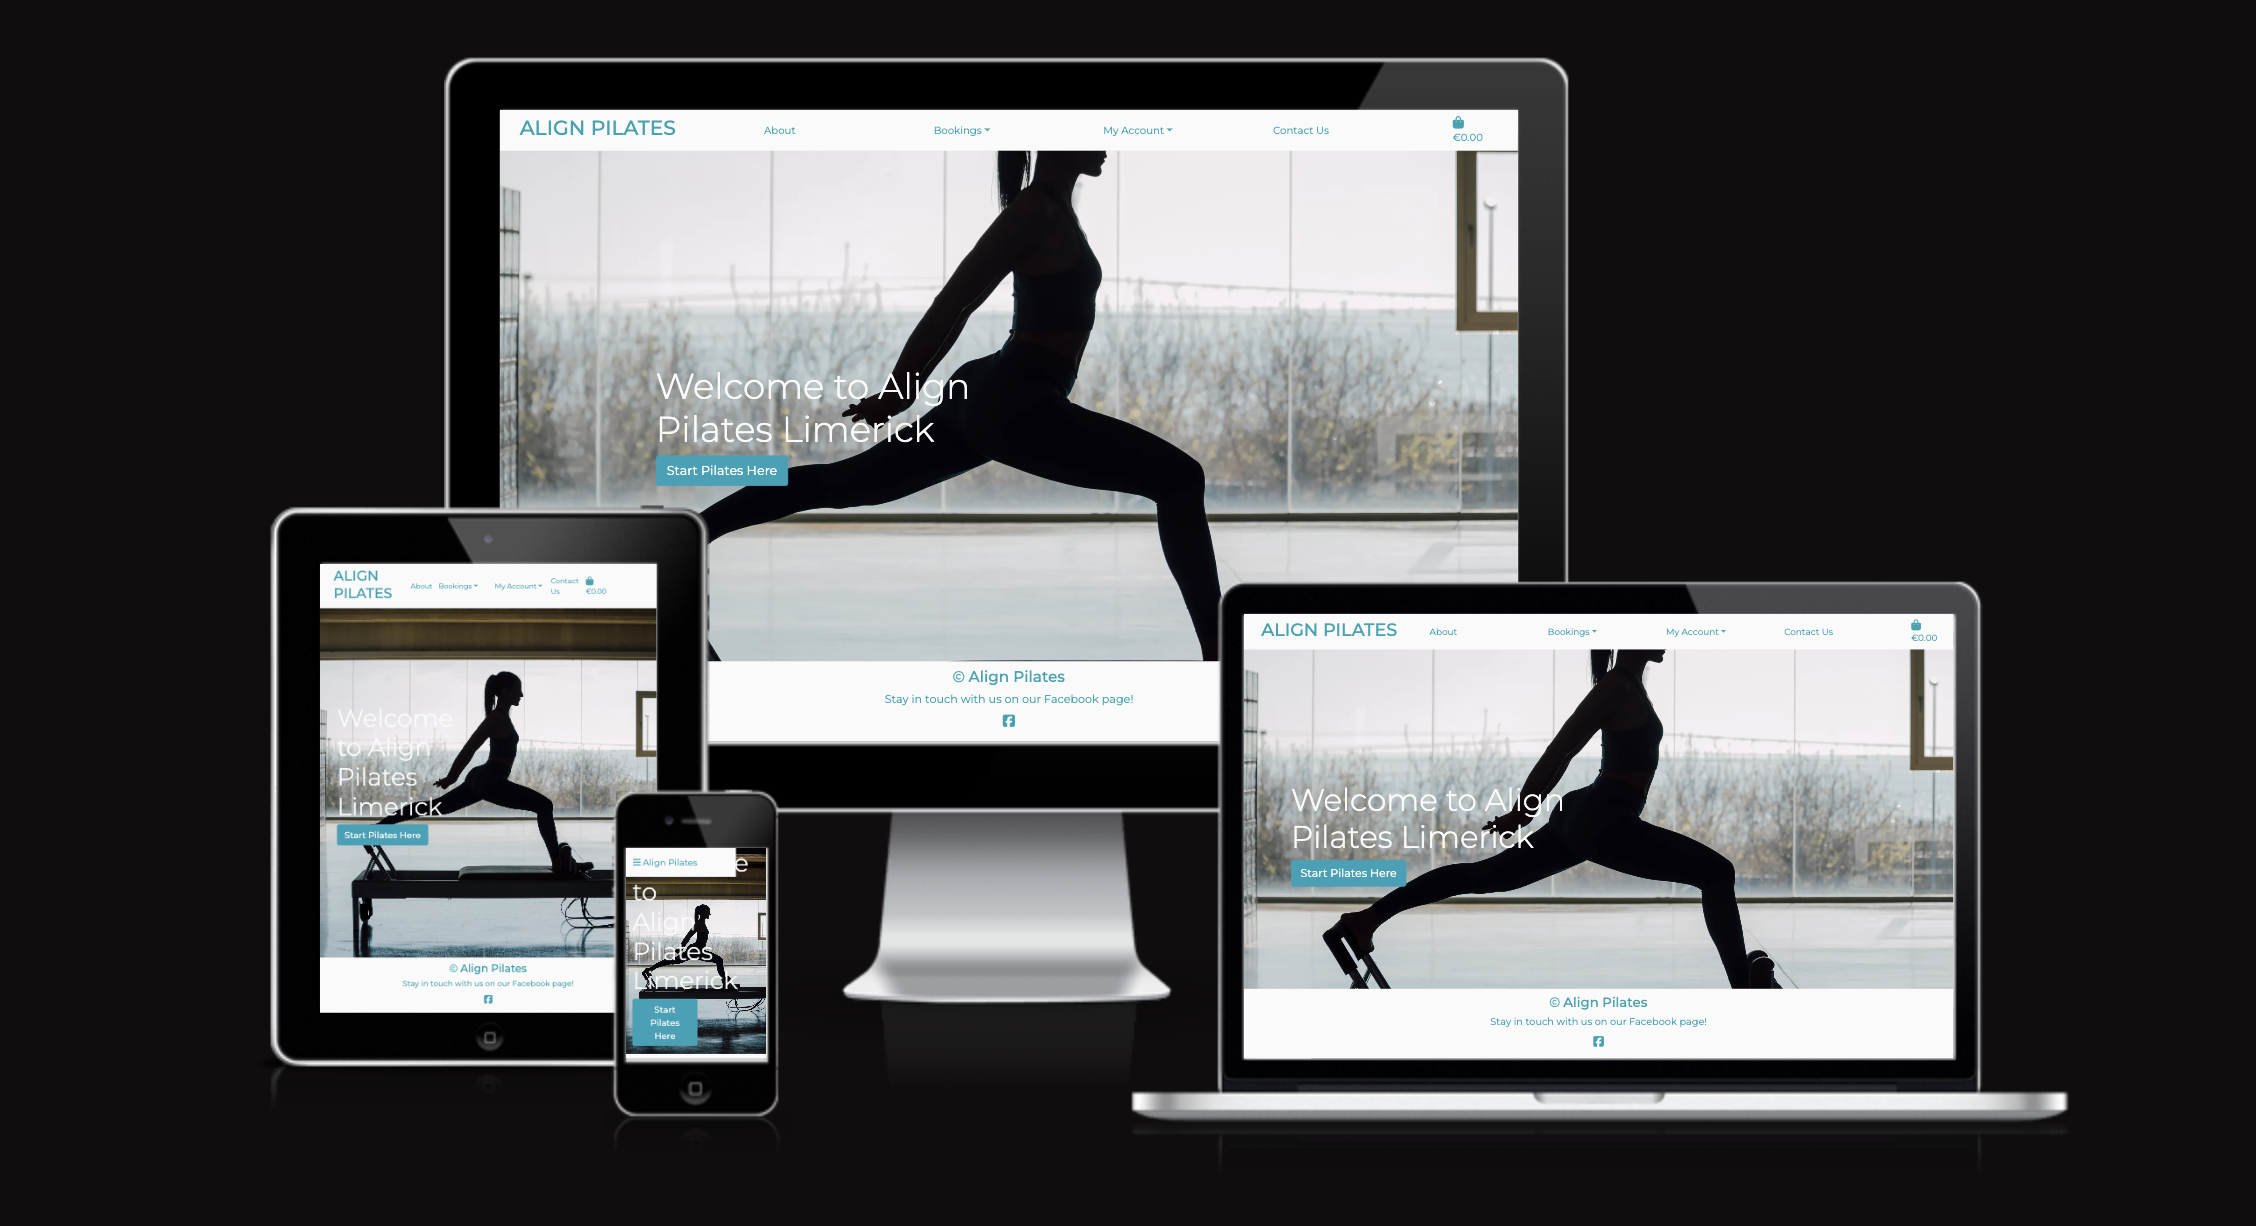 ALIGN PILATES
About
Bookings
My Account
Contact Us
€0.00
Welcome to Align
Pilates Limerick
Start Pilates Here
© Align Pilates
Stay in touch with us on our Facebook page!
ALIGN
PILATES
About
Bookings
My Account
Contact
Us
€0.00
Welcome
to Align
Pilates
Limerick
Start Pilates Here
© Align Pilates
Stay in touch with us on our Facebook page!
Align Pilates
e
to
Align
Pilates
Limerick
Start
Pilates
Here
ALIGN PILATES
About
Bookings
My Account
Contact Us
€0.00
Welcome to Align
Pilates Limerick
Start Pilates Here
© Align Pilates
Stay in touch with us on our Facebook page!